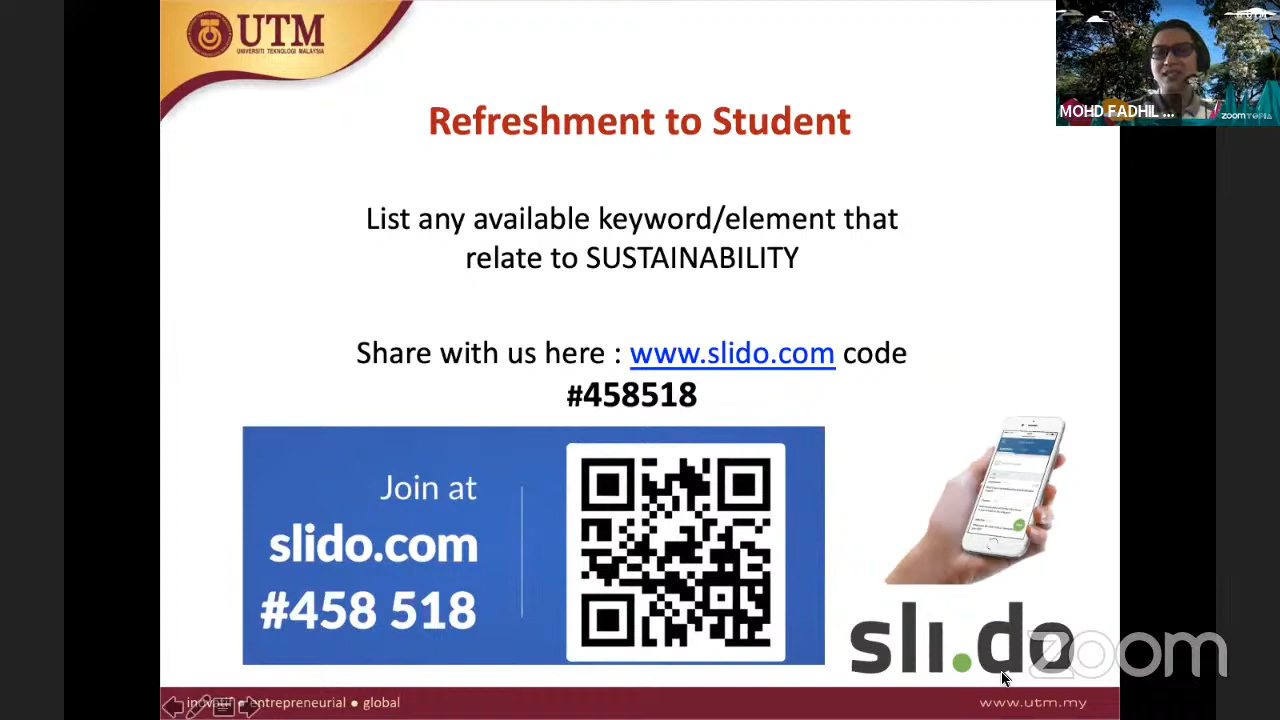 UTM
UNIVERSITI TEKNOLOGI MALAYSIA
MOHD FADHIL ...
zoomTOPIA
Refreshment to Student
List any available keyword/element that
relate to SUSTAINABILITY
Share with us here : www.slido.com code
#458518
Join at
slido.com
#458 518
sli.do
zoom
inovatif ● entrepreneurial ● global
www.utm.my